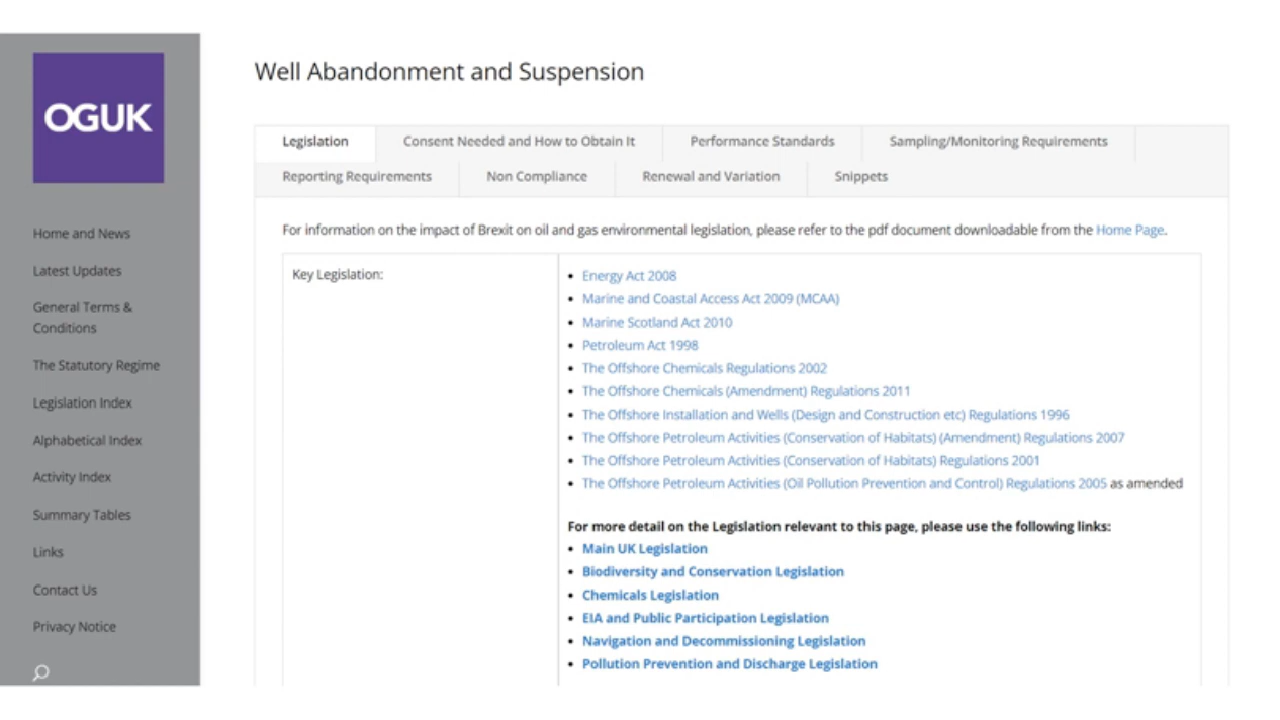 OGUK
Home and News
Latest Updates
General Terms &
Conditions
The Statutory Regime
Legislation Index
Alphabetical Index
Activity Index
Summary Tables
Links
Contact Us
Privacy Notice
Well Abandonment and Suspension
Legislation
Consent Needed and How to Obtain It
Performance Standards
Sampling/Monitoring Requirements
Reporting Requirements
Non Compliance
Renewal and Variation
Snippets
For information on the impact of Brexit on oil and gas environmental legislation, please refer to the pdf document downloadable from the Home Page.
Key Legislation:
• Energy Act 2008
• Marine and Coastal Access Act 2009 (MCAA)
• Marine Scotland Act 2010
• Petroleum Act 1998
• The Offshore Chemicals Regulations 2002
• The Offshore Chemicals (Amendment) Regulations 2011
• The Offshore Installation and Wells (Design and Construction etc) Regulations 1996
• The Offshore Petroleum Activities (Conservation of Habitats) (Amendment) Regulations 2007
• The Offshore Petroleum Activities (Conservation of Habitats) Regulations 2001
• The Offshore Petroleum Activities (Oil Pollution Prevention and Control) Regulations 2005 as amended
For more detail on the Legislation relevant to this page, please use the following links:
• Main UK Legislation
• Biodiversity and Conservation Legislation
• Chemicals Legislation
• EIA and Public Participation Legislation
• Navigation and Decommissioning Legislation
• Pollution Prevention and Discharge Legislation